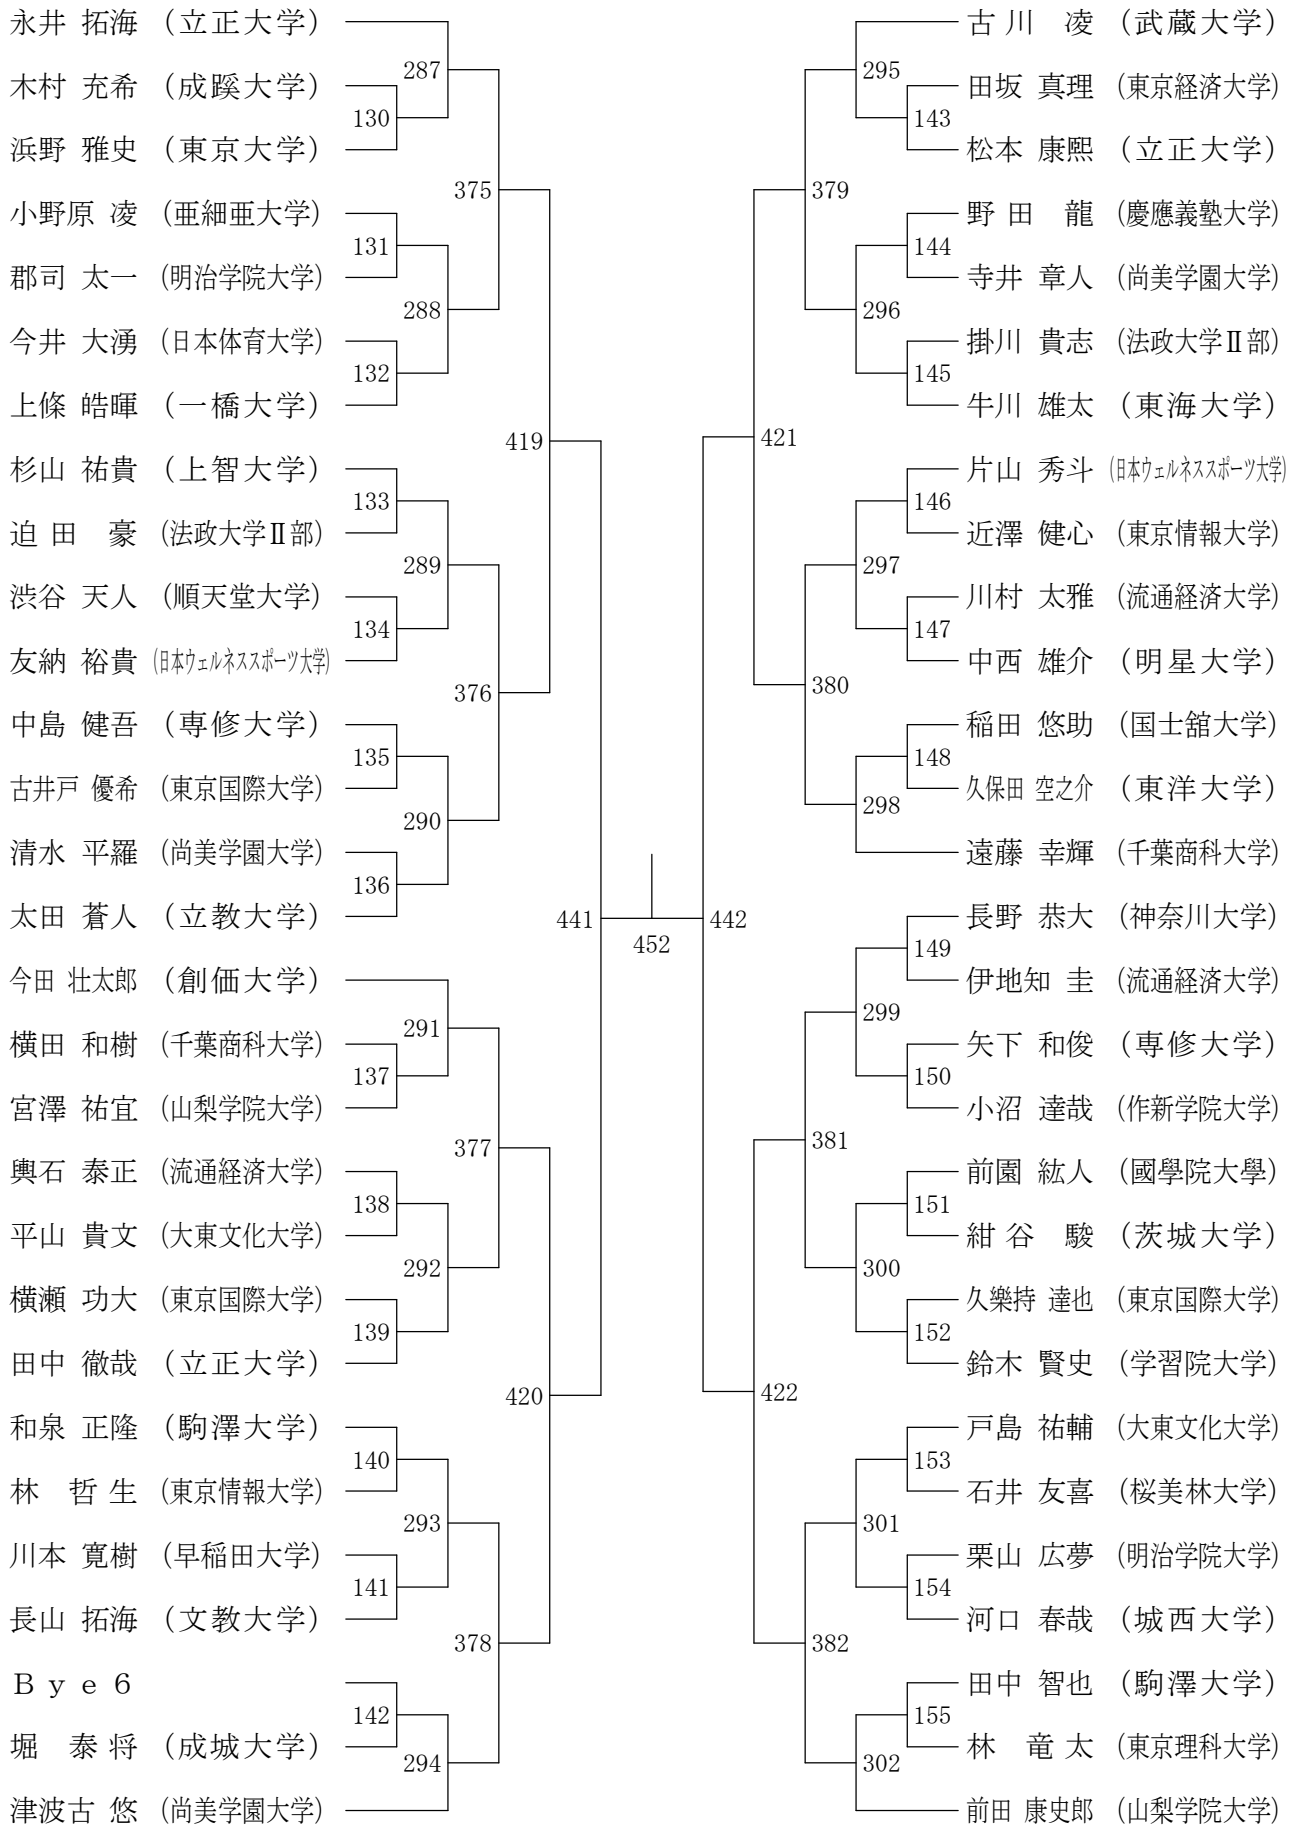 永井 拓海 （立正大学）
287
木村 充希 （成蹊大学）
130
浜野 雅史 （東京大学）
375
小野原 凌 （亜細亜大学）
131
郡司 太一 （明治学院大学）
288
今井 大湧 （日本体育大学）
132
上條 皓暉 （一橋大学）
419
杉山 祐貴 （上智大学）
133
迫田 豪 （法政大学Ⅱ部）
289
渋谷 天人 （順天堂大学）
134
友納 裕貴 （日本ウェルネススポーツ大学）
376
中島 健吾 （専修大学）
135
古井戸 優希 （東京国際大学）
290
清水 平羅 （尚美学園大学）
136
太田 蒼人 （立教大学）
441
452
442
今田 壮太郎 （創価大学）
291
横田 和樹 （千葉商科大学）
137
宮澤 祐宜 （山梨学院大学）
377
輿石 泰正 （流通経済大学）
138
平山 貴文 （大東文化大学）
292
横瀬 功大 （東京国際大学）
139
田中 徹哉 （立正大学）
420
和泉 正隆 （駒澤大学）
140
林 哲生 （東京情報大学）
293
川本 寛樹 （早稲田大学）
141
長山 拓海 （文教大学）
378
Ｂｙｅ６
142
堀 泰将 （成城大学）
294
津波古 悠 （尚美学園大学）
古川 凌 （武蔵大学）
295
田坂 真理 （東京経済大学）
143
松本 康熙 （立正大学）
379
野田 龍 （慶應義塾大学）
144
寺井 章人 （尚美学園大学）
296
掛川 貴志 （法政大学Ⅱ部）
145
牛川 雄太 （東海大学）
421
片山 秀斗 （日本ウェルネススポーツ大学）
146
近澤 健心 （東京情報大学）
297
川村 太雅 （流通経済大学）
147
中西 雄介 （明星大学）
380
稲田 悠助 （国士舘大学）
148
久保田 空之介 （東洋大学）
298
遠藤 幸輝 （千葉商科大学）
長野 恭大 （神奈川大学）
149
伊地知 圭 （流通経済大学）
299
矢下 和俊 （専修大学）
150
小沼 達哉 （作新学院大学）
381
前園 紘人 （國學院大學）
151
紺谷 駿 （茨城大学）
300
久樂持 達也 （東京国際大学）
152
鈴木 賢史 （学習院大学）
422
戸島 祐輔 （大東文化大学）
153
石井 友喜 （桜美林大学）
301
栗山 広夢 （明治学院大学）
154
河口 春哉 （城西大学）
382
田中 智也 （駒澤大学）
155
林 竜太 （東京理科大学）
302
前田 康史郎 （山梨学院大学）